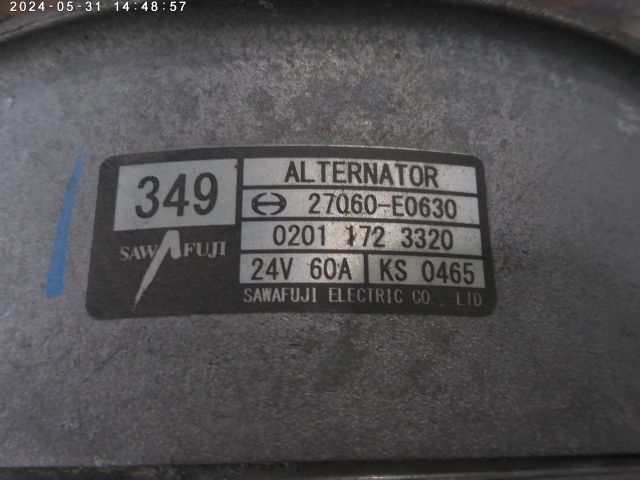 2024-05-31 14:48:57
349
SAWAFUJI
ALTERNATOR
27060-E0630
0201 172 3320
24V 60A KS 0465
SAWAFUJI ELECTRIC CO., LTD